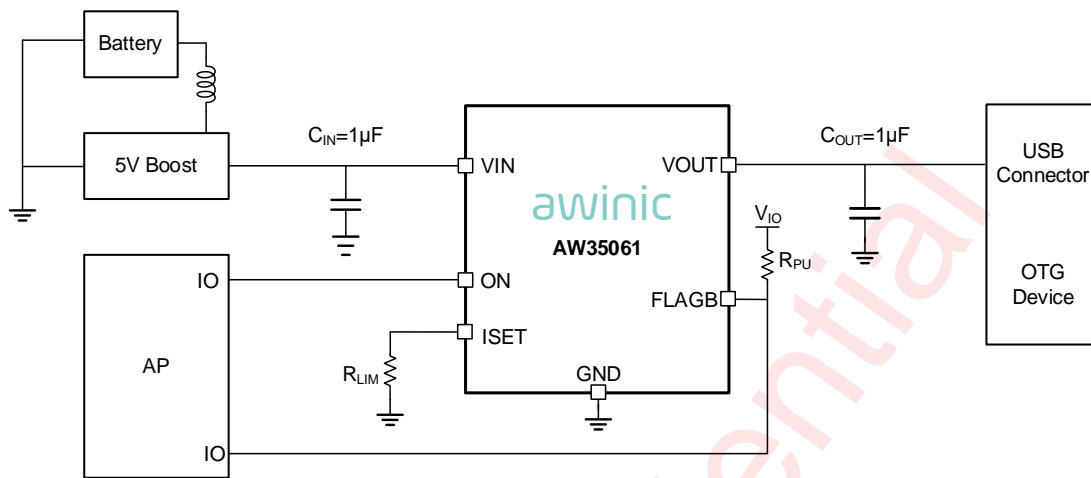 Battery
5V Boost
C_IN=1µF
VIN
VOUT
C_OUT=1µF
USB
Connector
OTG
Device
awinic
AW35061
V_IO
R_PU
AP
IO
ON
FLAGB
ISET
R_LIM
GND
IO
ential